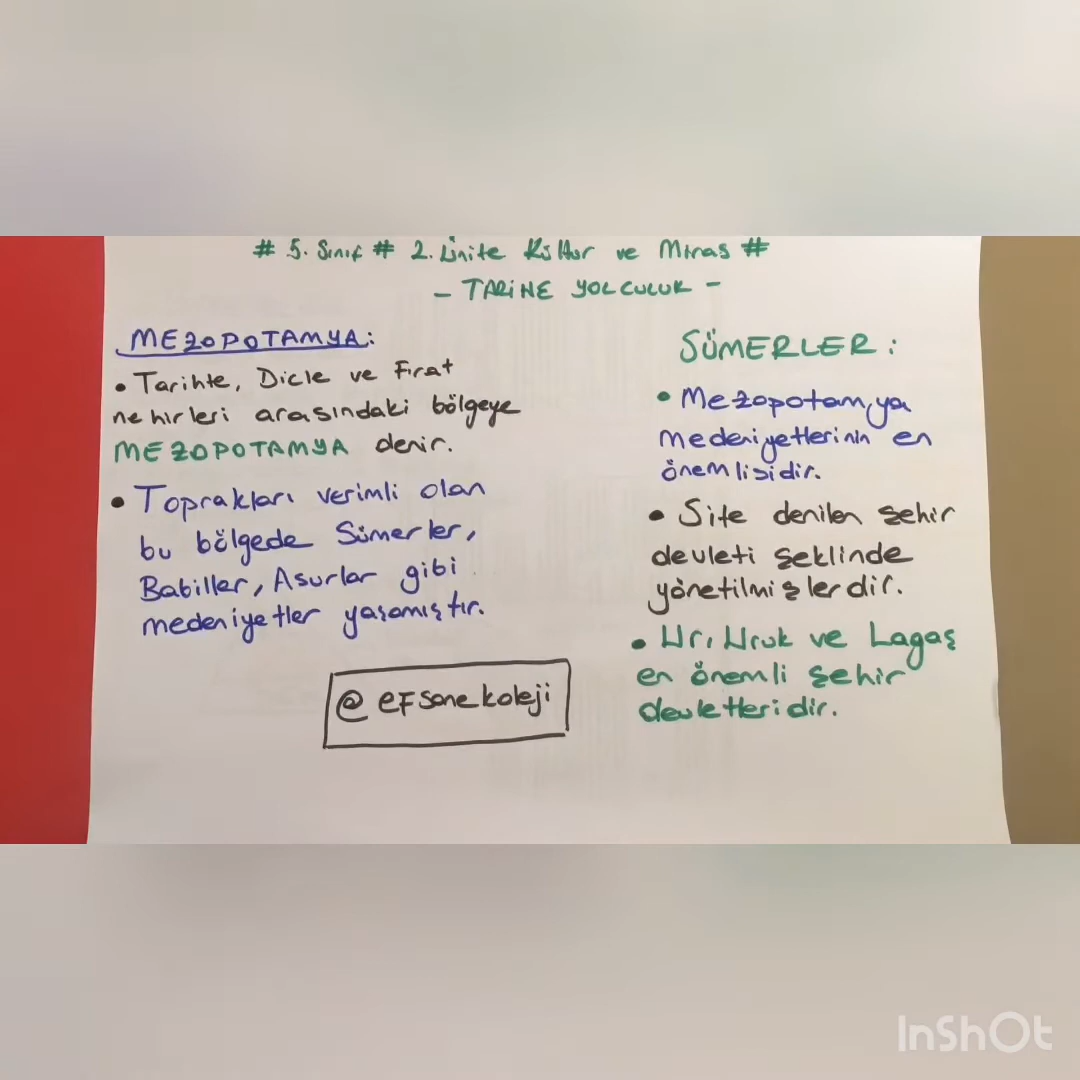 # 5. Sınıf # 2. Ünite Kültür ve Miras #
- TARİHE YOLCULUK -
MEZOPOTAMYA:
• Tarihte, Dicle ve Fırat
nehirleri arasındaki bölgeye
MEZOPOTAMYA denir.
• Toprakları verimli olan
bu bölgede Sümerler,
Babiller, Asurlar gibi
medeniyetler yaşamıştır.
@efsanekoleji
SÜMERLER:
• Mezopotamya
medeniyetlerinin en
önemlisidir.
• Site denilen şehir
devleti şeklinde
yönetilmişlerdir.
• Ur, Uruk ve Lagaş
en önemli şehir
devletleridir.
InShOt